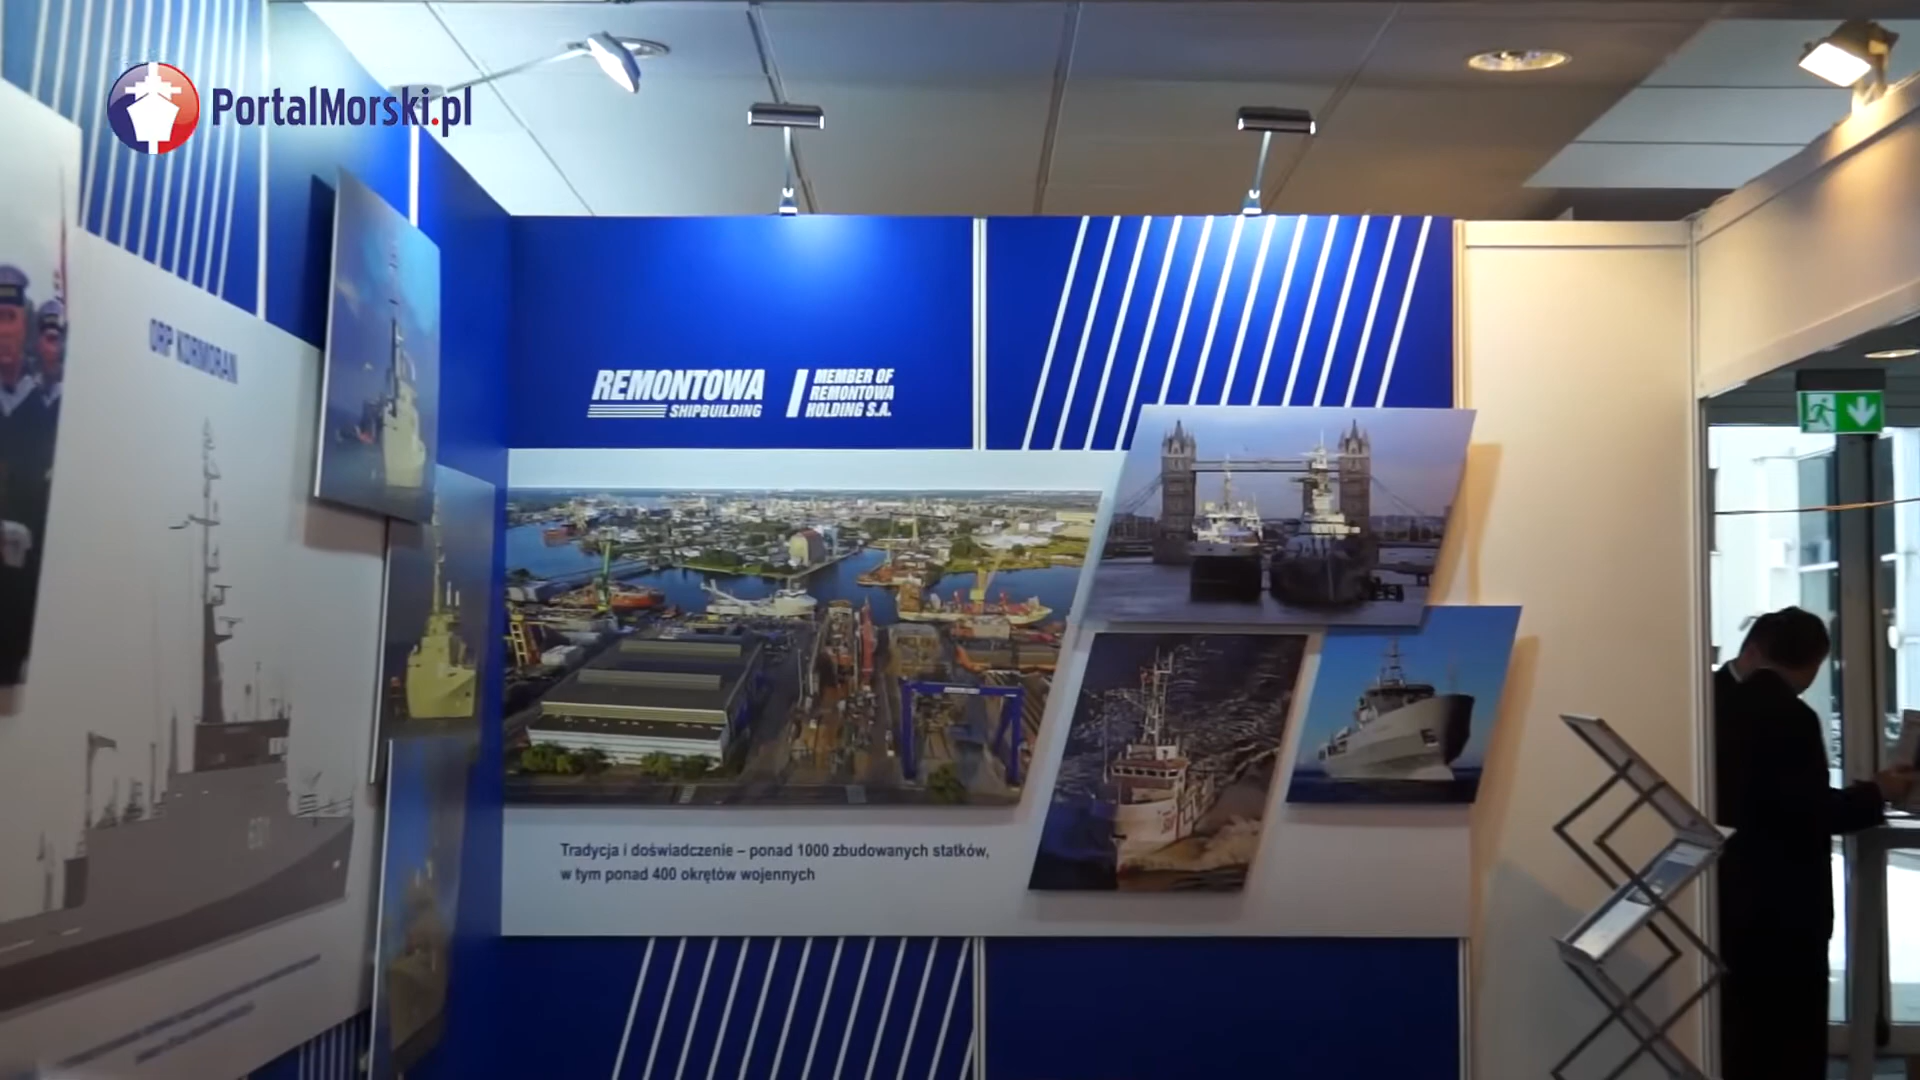 PortalMorski.pl
ORP KORMORAN
REMONTOWA
SHIPBUILDING
MEMBER OF
REMONTOWA
HOLDING S.A.
601
Tradycja i doświadczenie – ponad 1000 zbudowanych statków,
w tym ponad 400 okrętów wojennych